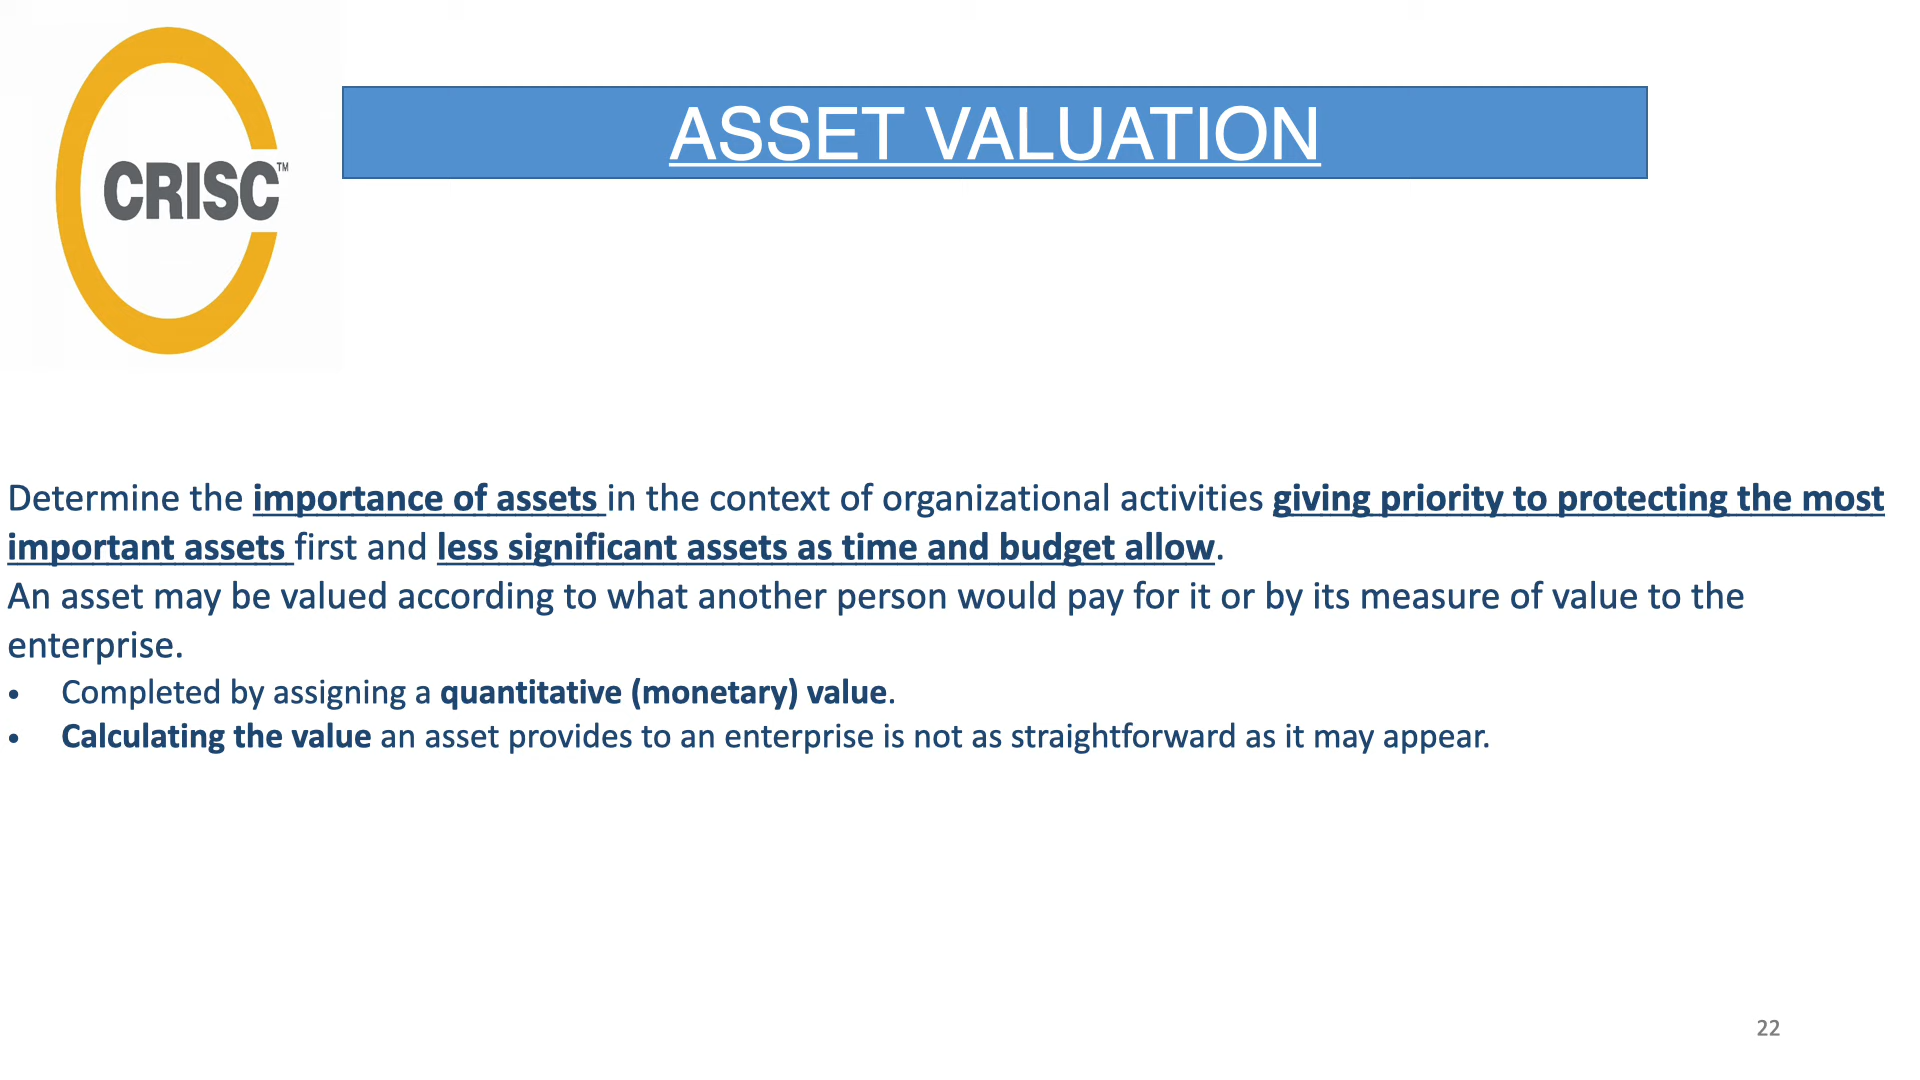 CRISC™
ASSET VALUATION
Determine the importance of assets in the context of organizational activities giving priority to protecting the most
important assets first and less significant assets as time and budget allow.
An asset may be valued according to what another person would pay for it or by its measure of value to the
enterprise.
• Completed by assigning a quantitative (monetary) value.
• Calculating the value an asset provides to an enterprise is not as straightforward as it may appear.
22